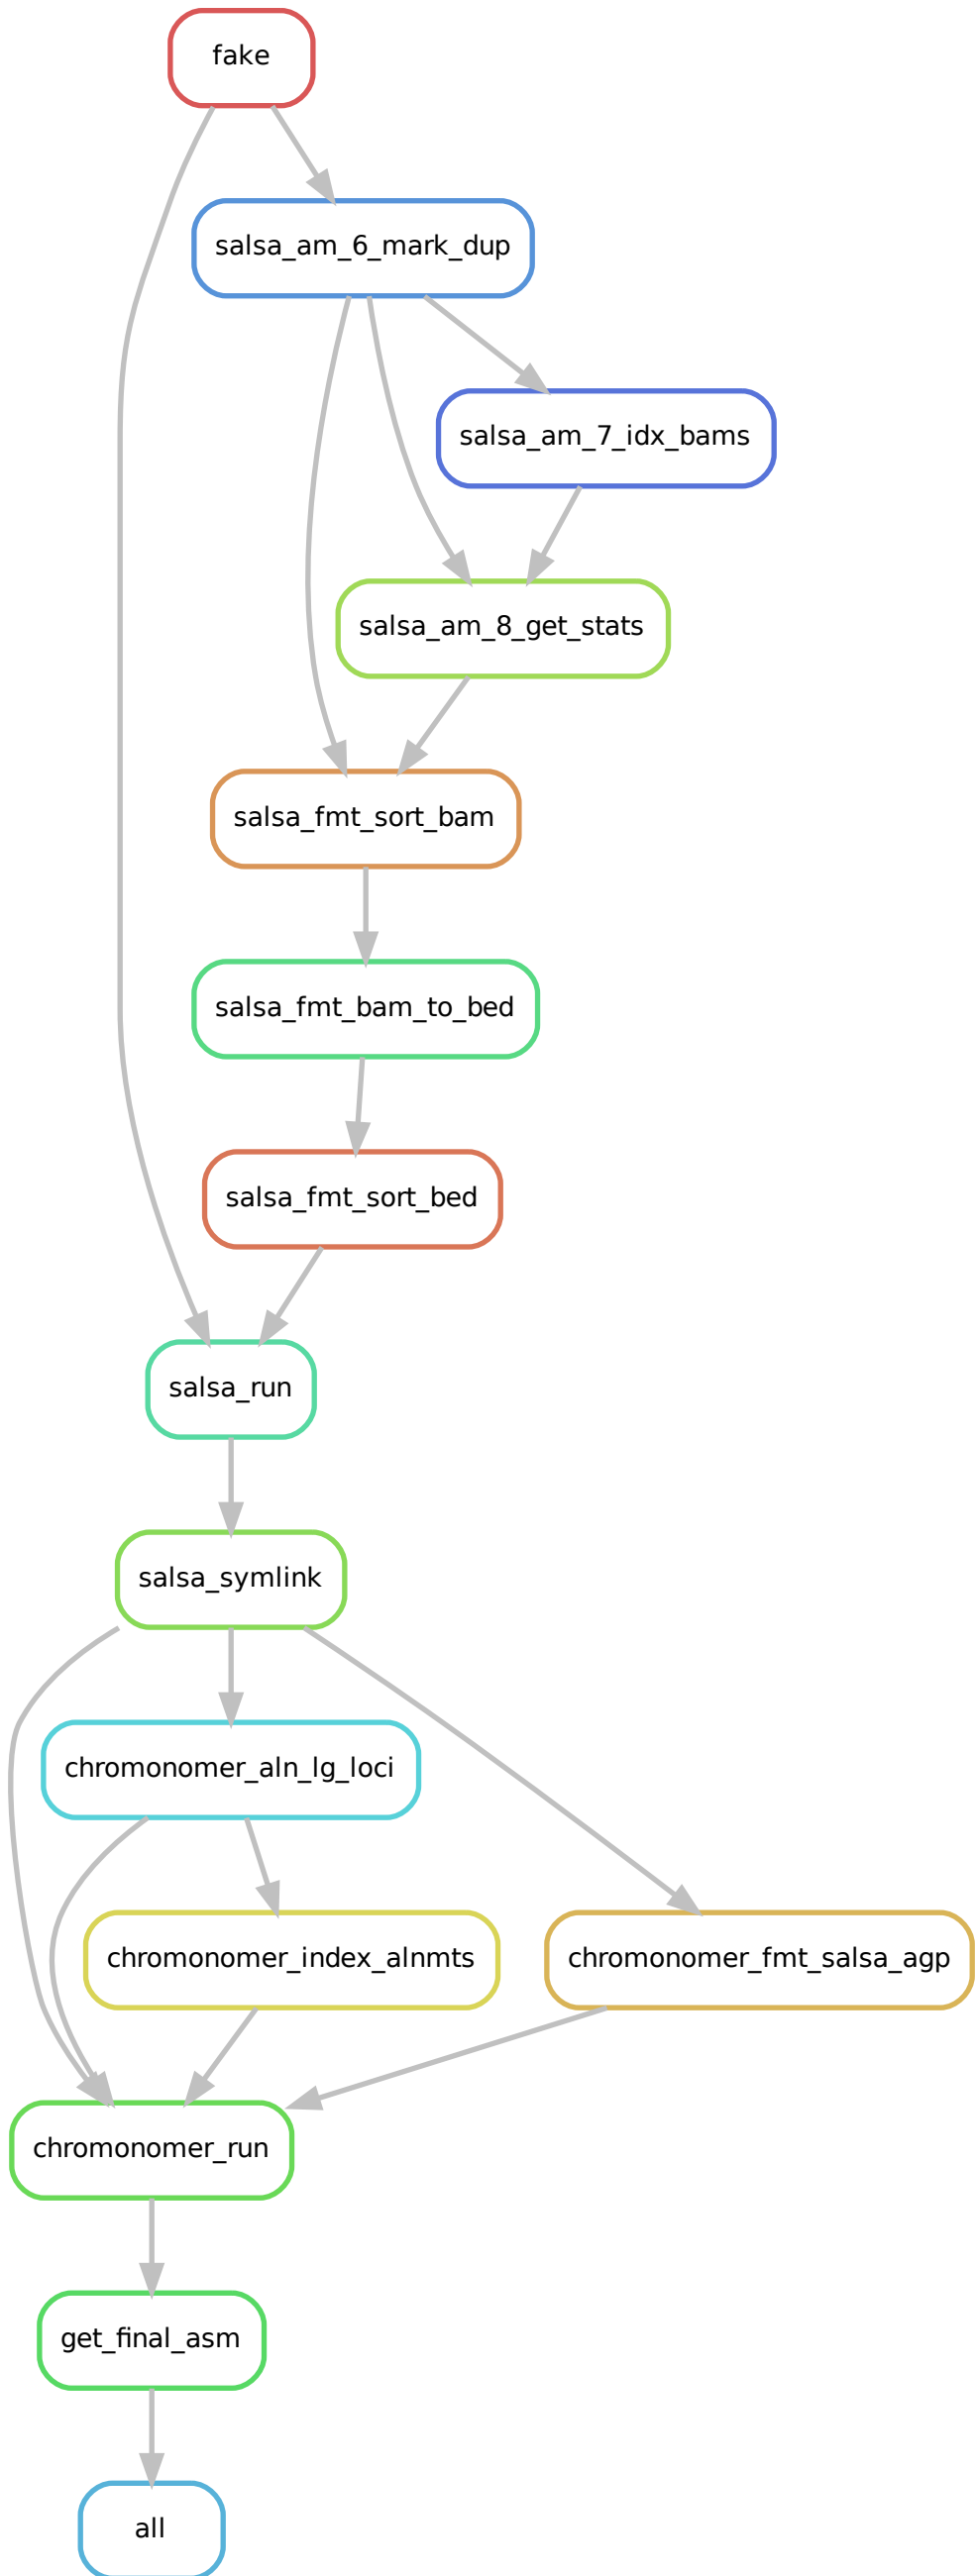 fake
salsa_am_6_mark_dup
salsa_am_7_idx_bams
salsa_am_8_get_stats
salsa_fmt_sort_bam
salsa_fmt_bam_to_bed
salsa_fmt_sort_bed
salsa_run
salsa_symlink
chromonomer_aln_lg_loci
chromonomer_index_alnmts
chromonomer_fmt_salsa_agp
chromonomer_run
get_final_asm
all